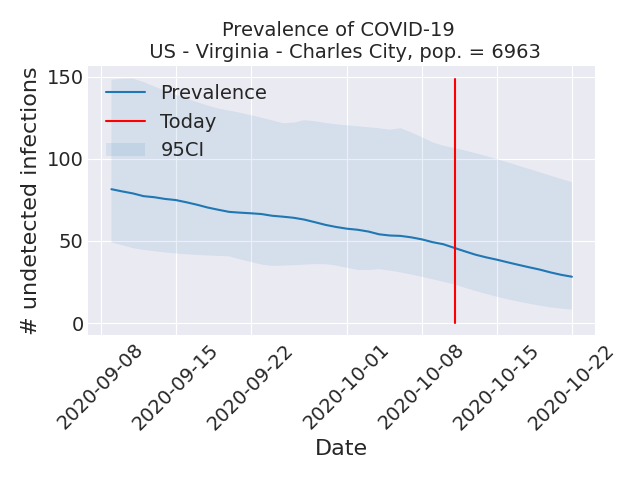 Prevalence of COVID-19
US - Virginia - Charles City, pop. = 6963
# undetected infections
150
100
50
0
Prevalence
Today
95CI
2020-09-08
2020-09-15
2020-09-22
2020-10-01
2020-10-08
2020-10-15
2020-10-22
Date